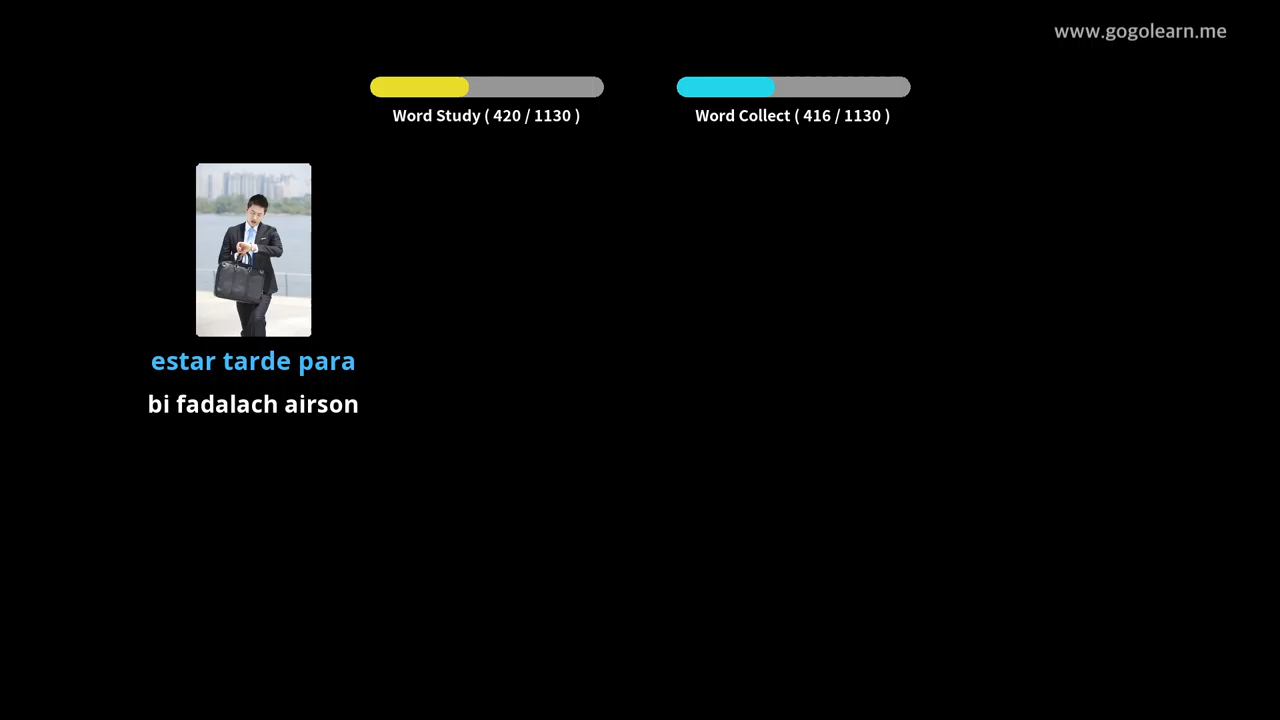 www.gogolearn.me
Word Study ( 420 / 1130 )
Word Collect ( 416 / 1130 )
estar tarde para
bi fadalach airson